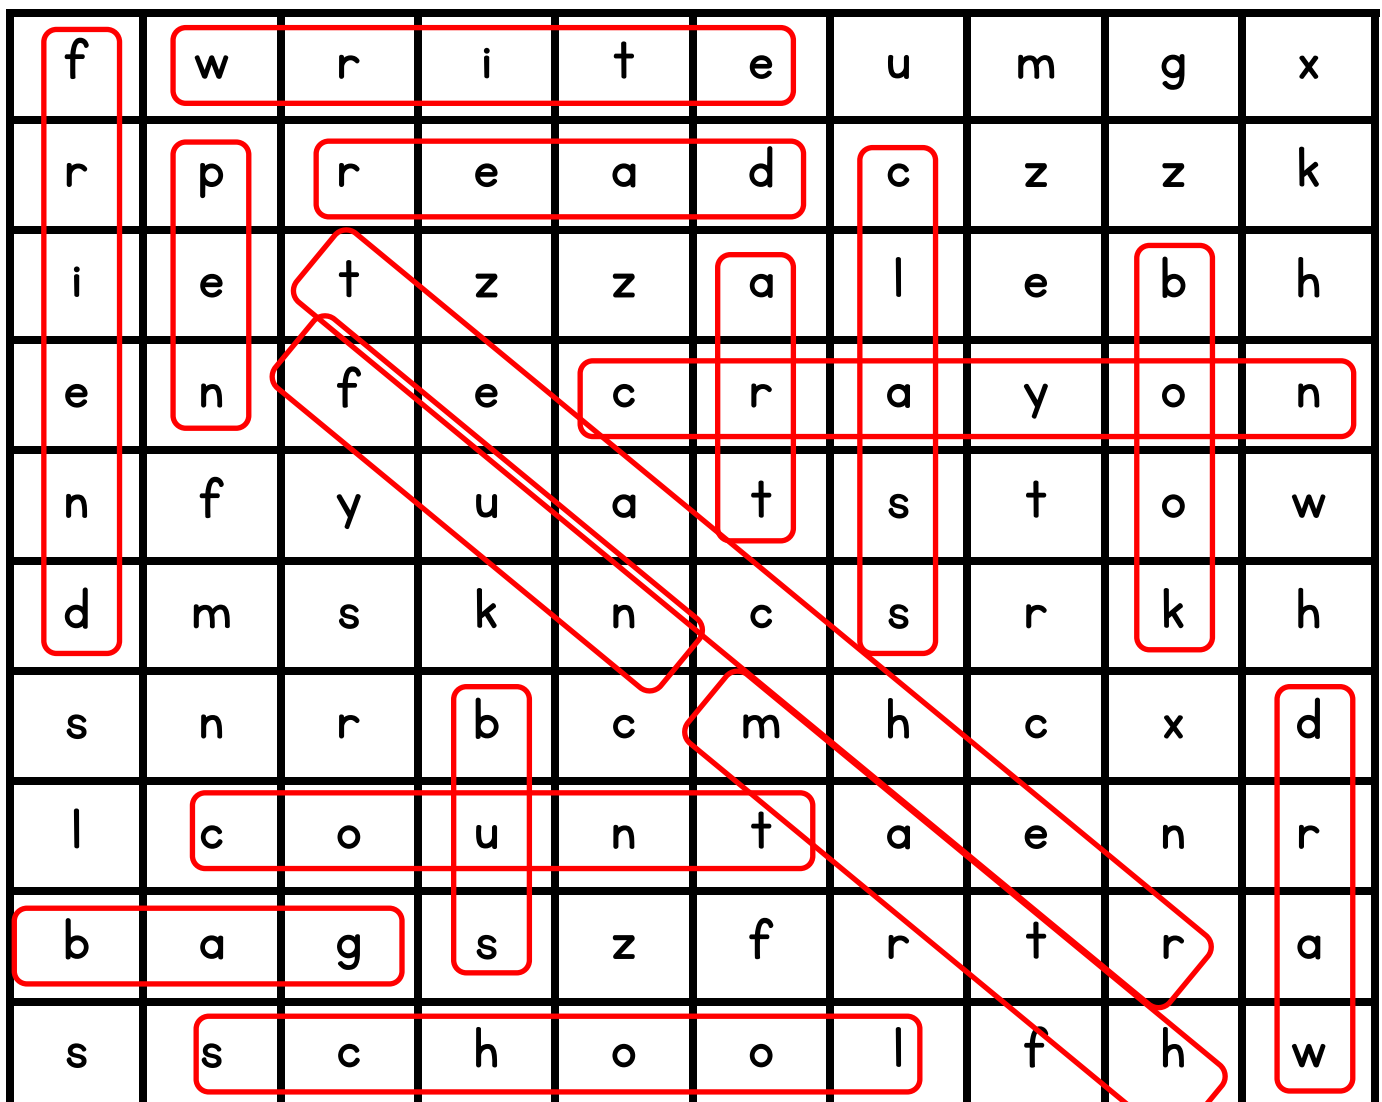 f w r i t e u m g x
r p r e a d c z z k
i e t z z a l e b h
e n f e c r a y o n
n f y u a t s t o w
d m s k n c s r k h
s n r b c m h c x d
l c o u n t a e n r
b a g s z f r t r a
s s c h o o l f h w